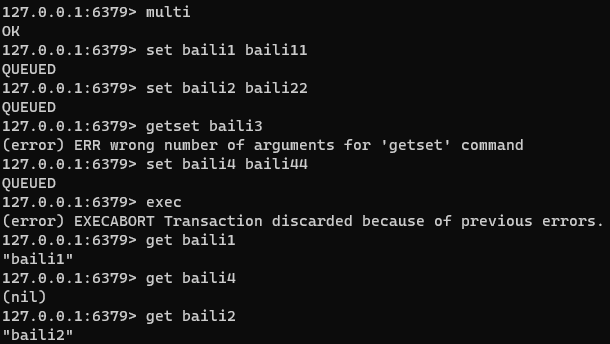 127.0.0.1:6379> multi
OK
127.0.0.1:6379> set baili1 baili11
QUEUED
127.0.0.1:6379> set baili2 baili22
QUEUED
127.0.0.1:6379> getset baili3
(error) ERR wrong number of arguments for 'getset' command
127.0.0.1:6379> set baili4 baili44
QUEUED
127.0.0.1:6379> exec
(error) EXECABORT Transaction discarded because of previous errors.
127.0.0.1:6379> get baili1
"baili1"
127.0.0.1:6379> get baili4
(nil)
127.0.0.1:6379> get baili2
"baili2"